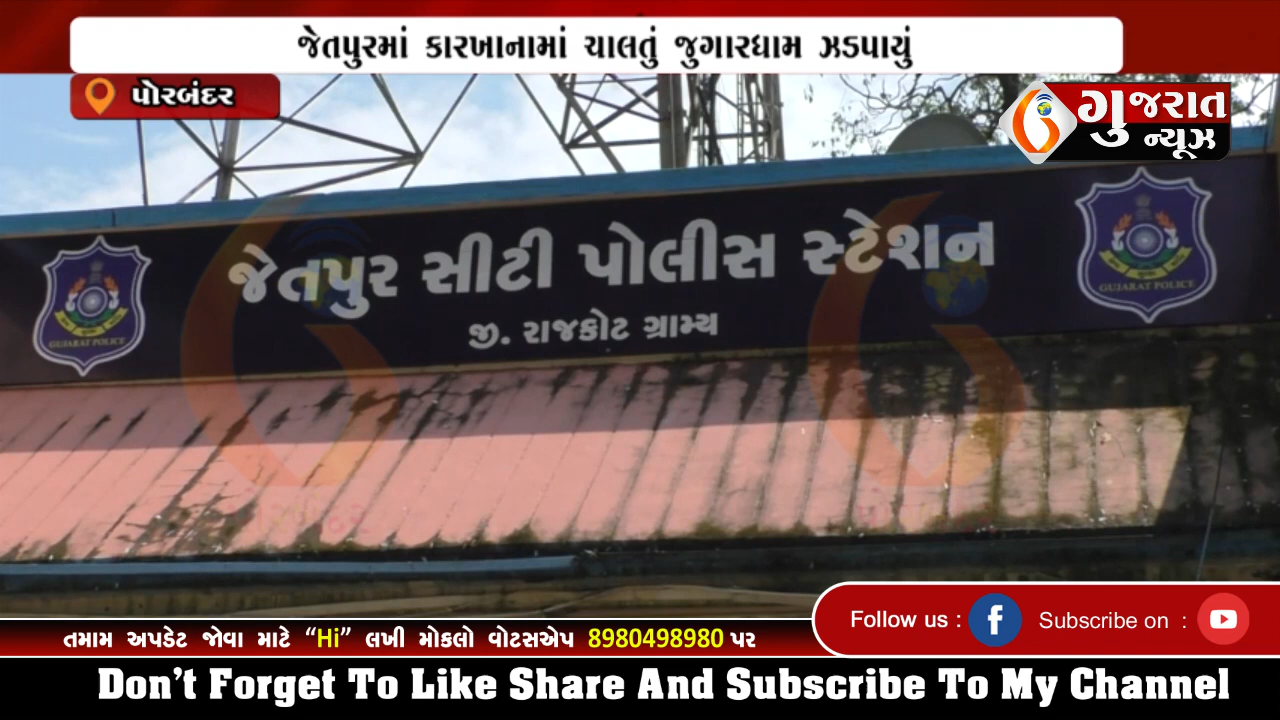 જેતપુરમાં કારખાનામાં ચાલતું જુગારધામ ઝડપાયું
પોરબંદર
ગુજરાત
ન્યૂઝ
જેતપુર સીટી પોલીસ સ્ટેશન
જી. રાજકોટ ગ્રામ્ય
GUJARAT POLICE
GUJARAT POLICE
Follow us :
Subscribe on :
તમામ અપડેટ જોવા માટે “Hi” લખી મોકલો વોટસએપ 8980498980 પર
Don’t Forget To Like Share And Subscribe To My Channel